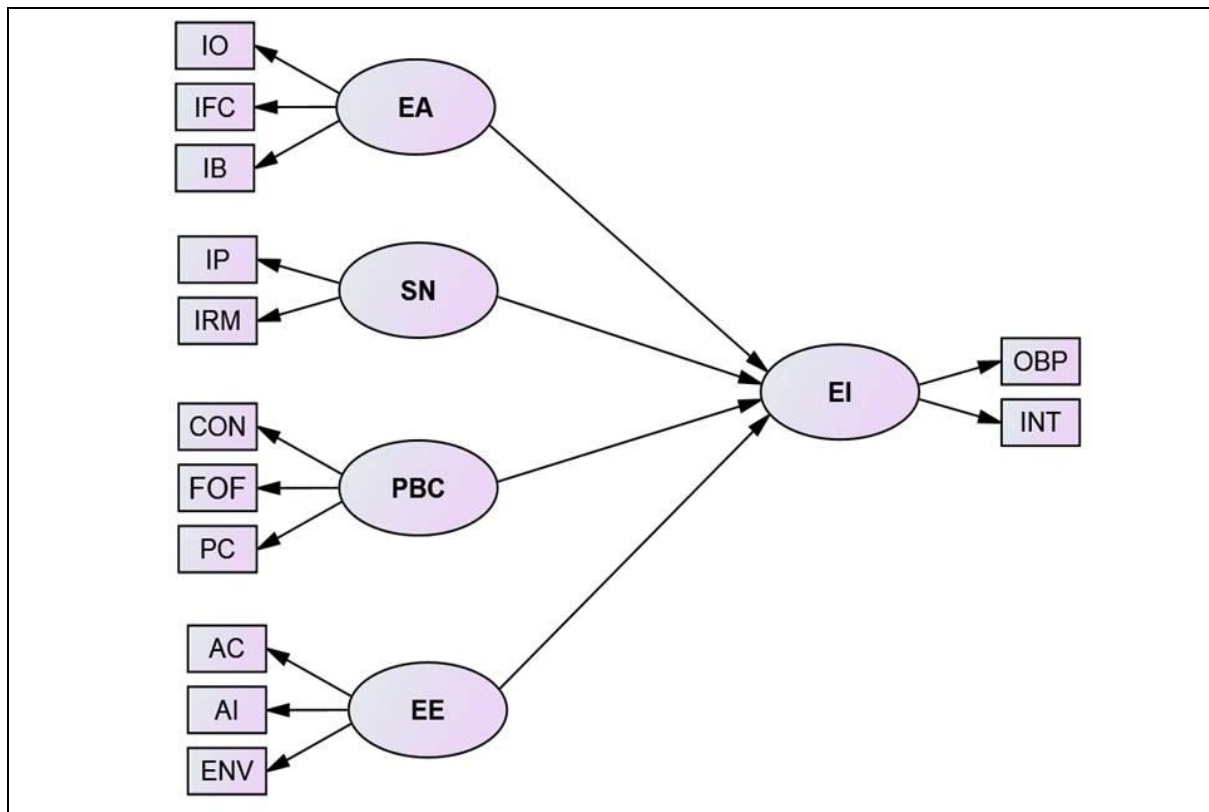 IO
IFC
IB
EA
IP
IRM
SN
CON
FOF
PC
PBC
AC
AI
ENV
EE
EI
OBP
INT